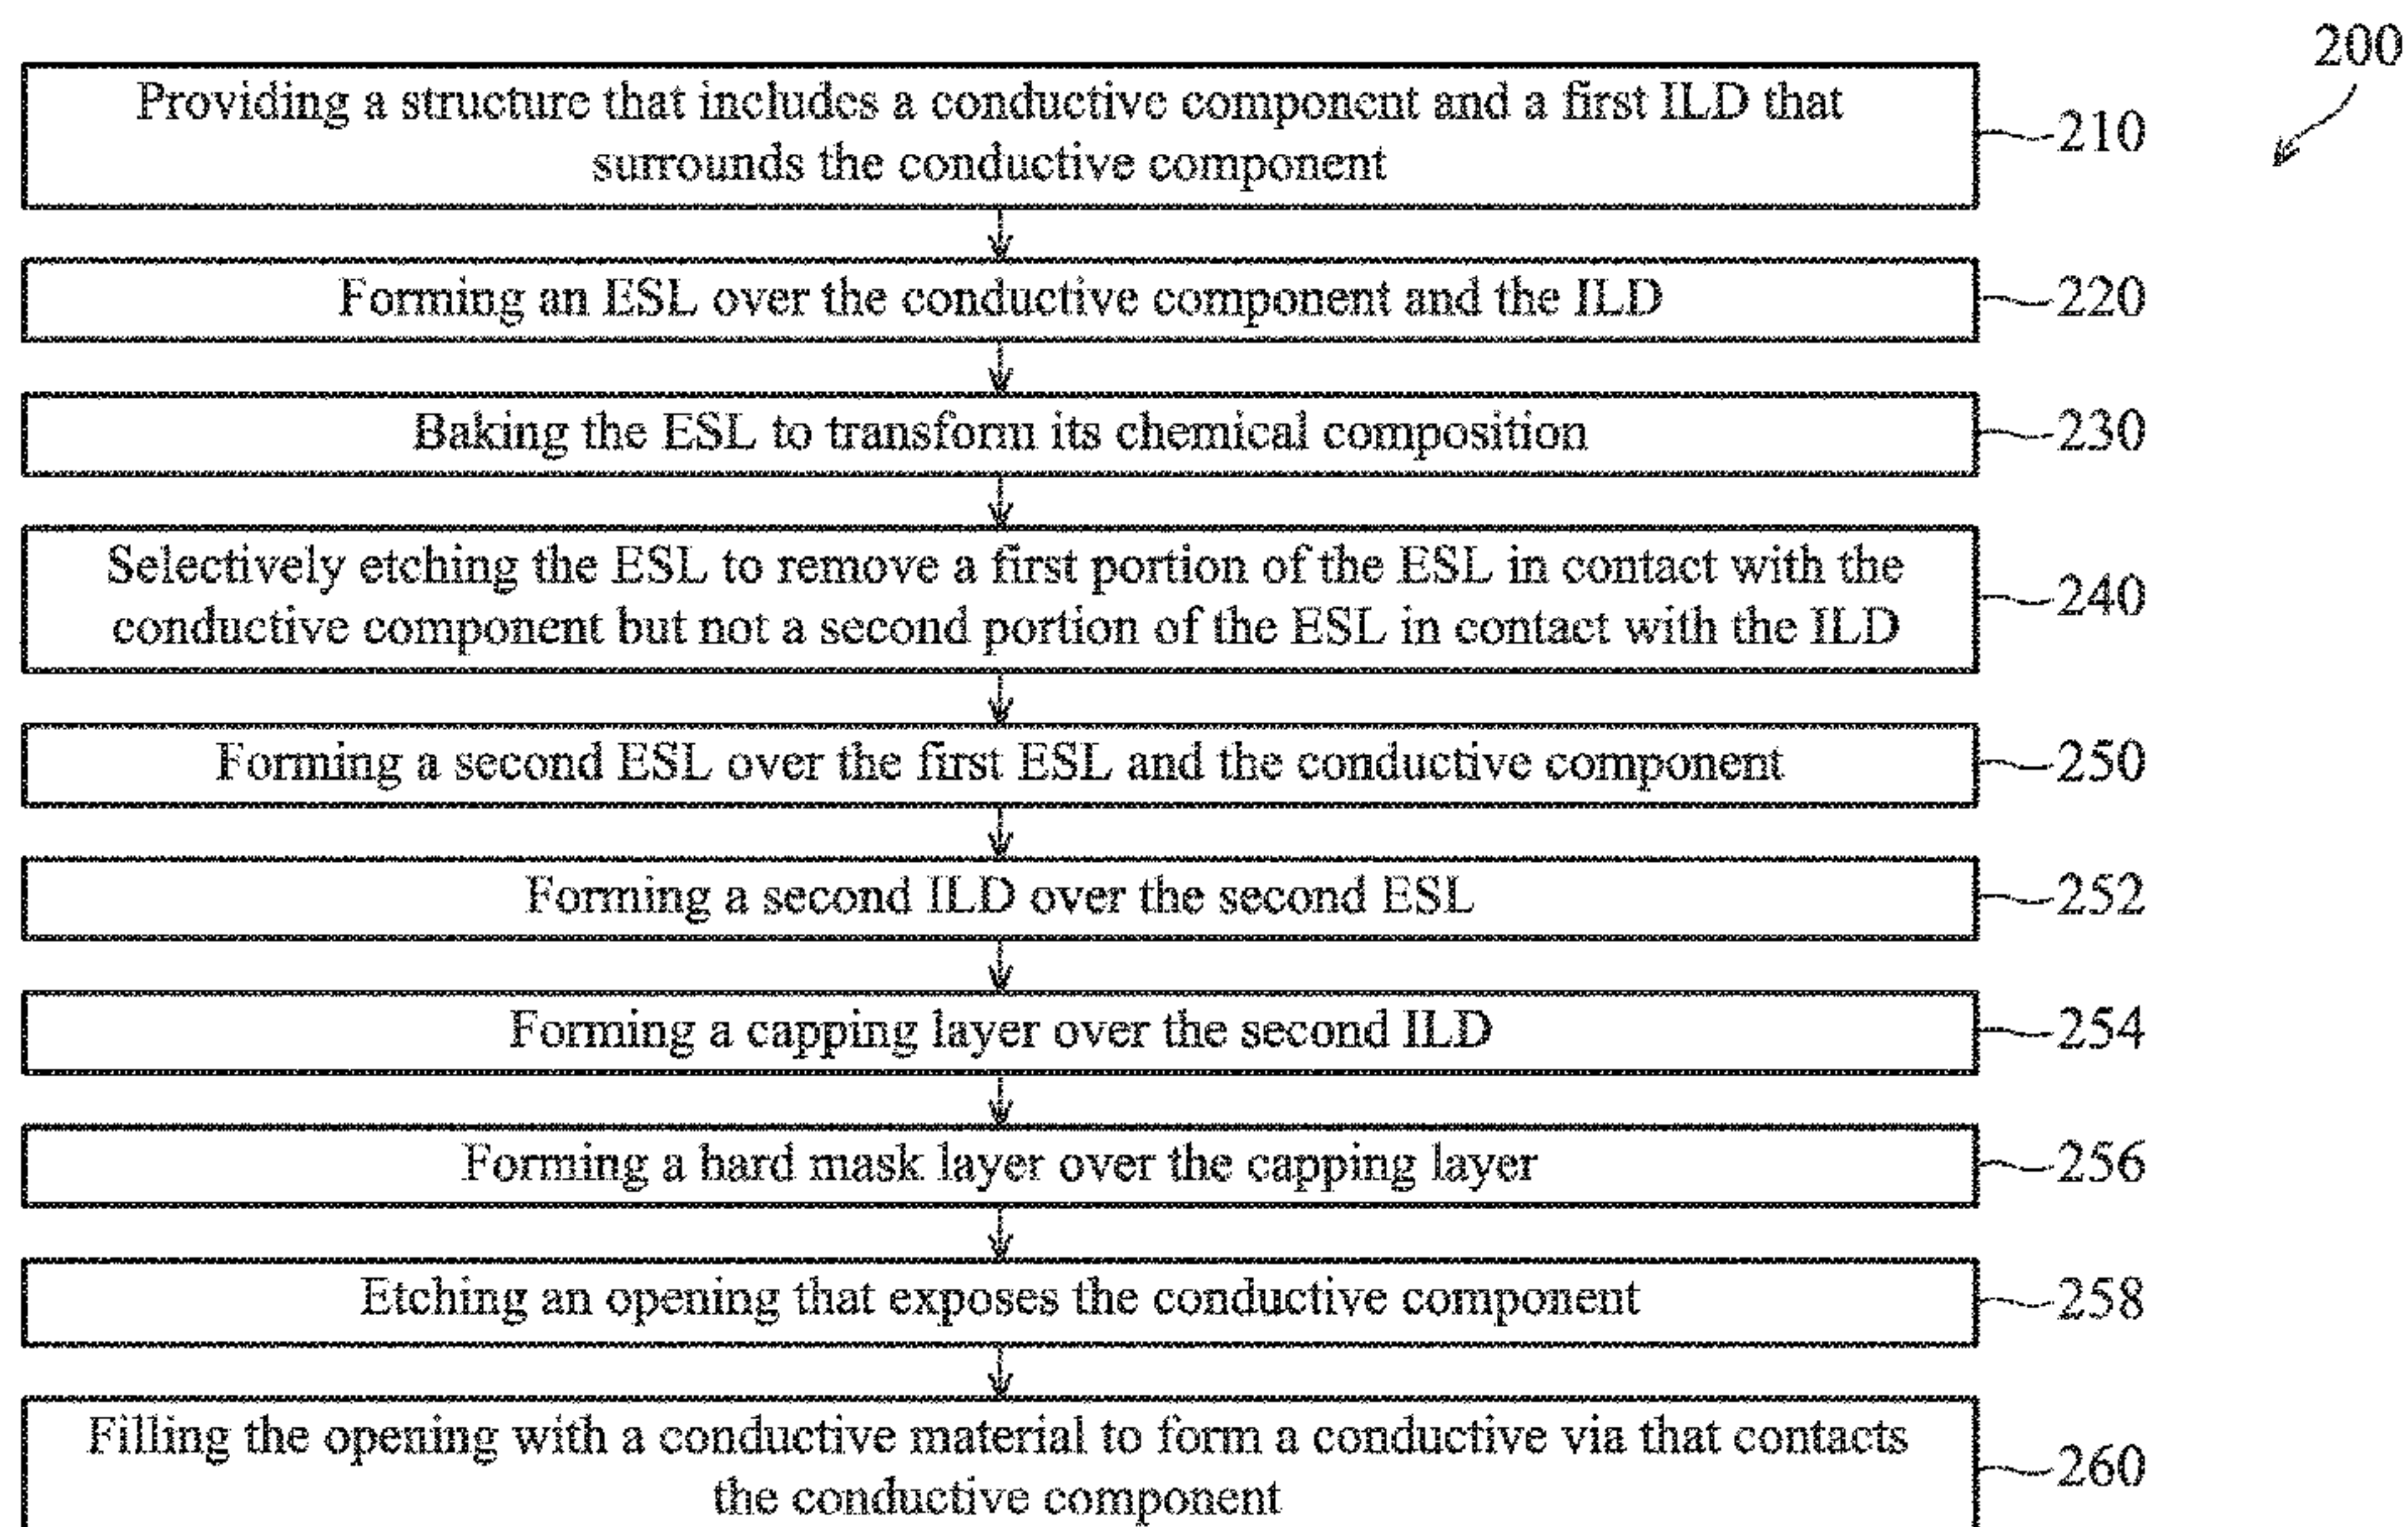 200
Providing a structure that includes a conductive component and a first ILD that
surrounds the conductive component
210
Forming an ESL over the conductive component and the ILD
220
Baking the ESL to transform its chemical composition
230
Selectively etching the ESL to remove a first portion of the ESL in contact with the
conductive component but not a second portion of the ESL in contact with the ILD
240
Forming a second ESL over the first ESL and the conductive component
250
Forming a second ILD over the second ESL
252
Forming a capping layer over the second ILD
254
Forming a hard mask layer over the capping layer
256
Etching an opening that exposes the conductive component
258
Filling the opening with a conductive material to form a conductive via that contacts
the conductive component
260